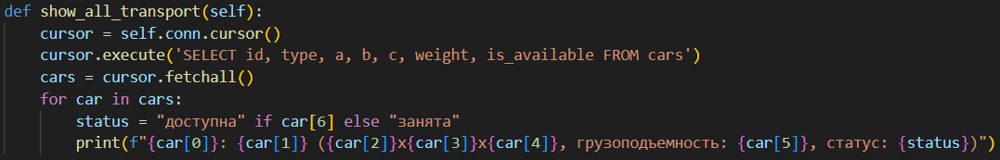 def show_all_transport(self):
    cursor = self.conn.cursor()
    cursor.execute('SELECT id, type, a, b, c, weight, is_available FROM cars')
    cars = cursor.fetchall()
    for car in cars:
        status = "доступна" if car[6] else "занята"
        print(f"{car[0]}: {car[1]} ({car[2]}x{car[3]}x{car[4]}, грузоподъемность: {car[5]}, статус: {status})")